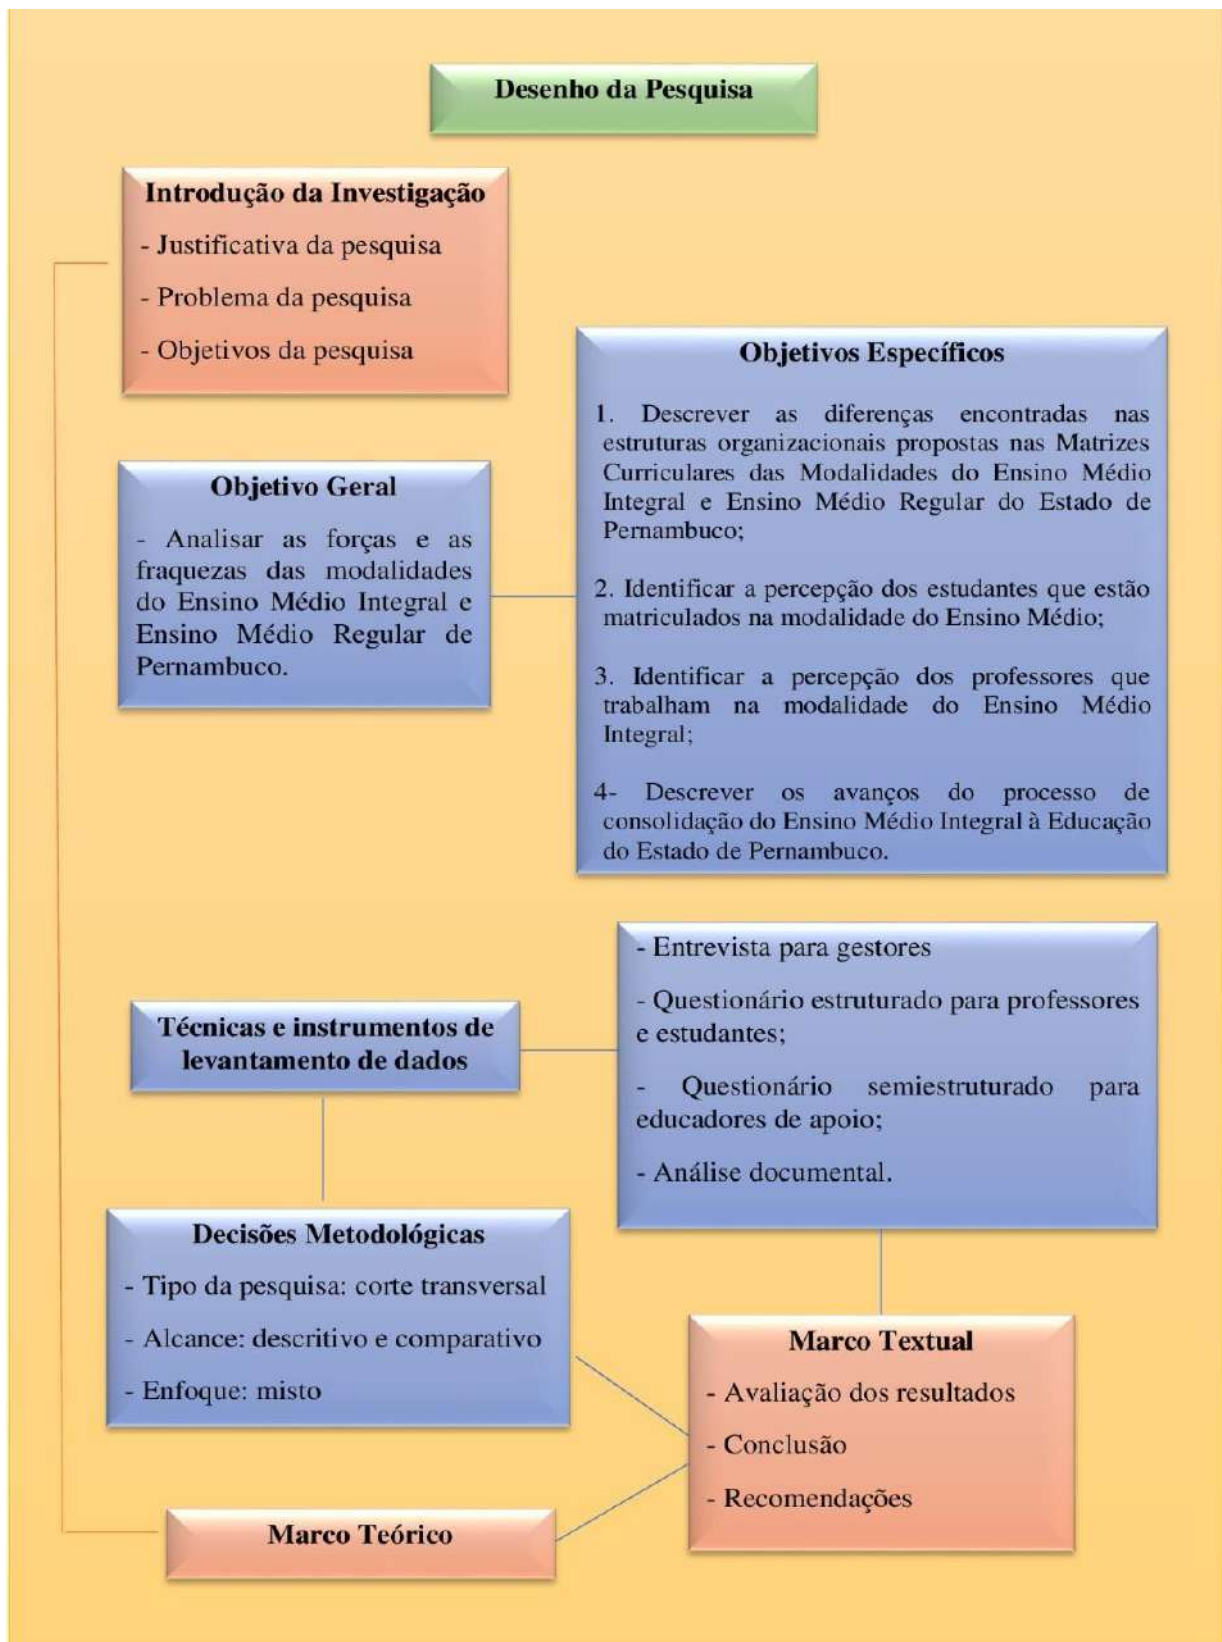 Desenho da Pesquisa
Introdução da Investigação
- Justificativa da pesquisa
- Problema da pesquisa
- Objetivos da pesquisa
Objetivo Geral
- Analisar as forças e as
fraquezas das modalidades
do Ensino Médio Integral e
Ensino Médio Regular de
Pernambuco.
Objetivos Específicos
1. Descrever as diferenças encontradas nas
estruturas organizacionais propostas nas Matrizes
Curriculares das Modalidades do Ensino Médio
Integral e Ensino Médio Regular do Estado de
Pernambuco;
2. Identificar a percepção dos estudantes que estão
matriculados na modalidade do Ensino Médio;
3. Identificar a percepção dos professores que
trabalham na modalidade do Ensino Médio
Integral;
4- Descrever os avanços do processo de
consolidação do Ensino Médio Integral à Educação
do Estado de Pernambuco.
Técnicas e instrumentos de
levantamento de dados
- Entrevista para gestores
- Questionário estruturado para professores
e estudantes;
- Questionário semiestruturado para
educadores de apoio;
- Análise documental.
Decisões Metodológicas
- Tipo da pesquisa: corte transversal
- Alcance: descritivo e comparativo
- Enfoque: misto
Marco Textual
- Avaliação dos resultados
- Conclusão
- Recomendações
Marco Teórico